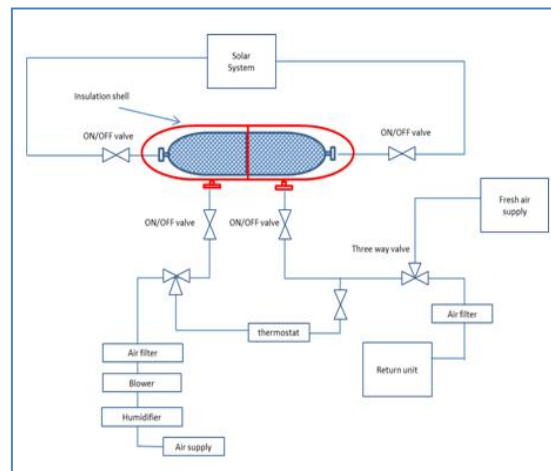 Solar
System
Insulation shell
ON/OFF valve
ON/OFF valve
ON/OFF valve
ON/OFF valve
Fresh air
supply
Three way valve
thermostat
Air filter
Air filter
Return unit
Blower
Humidifier
Air supply